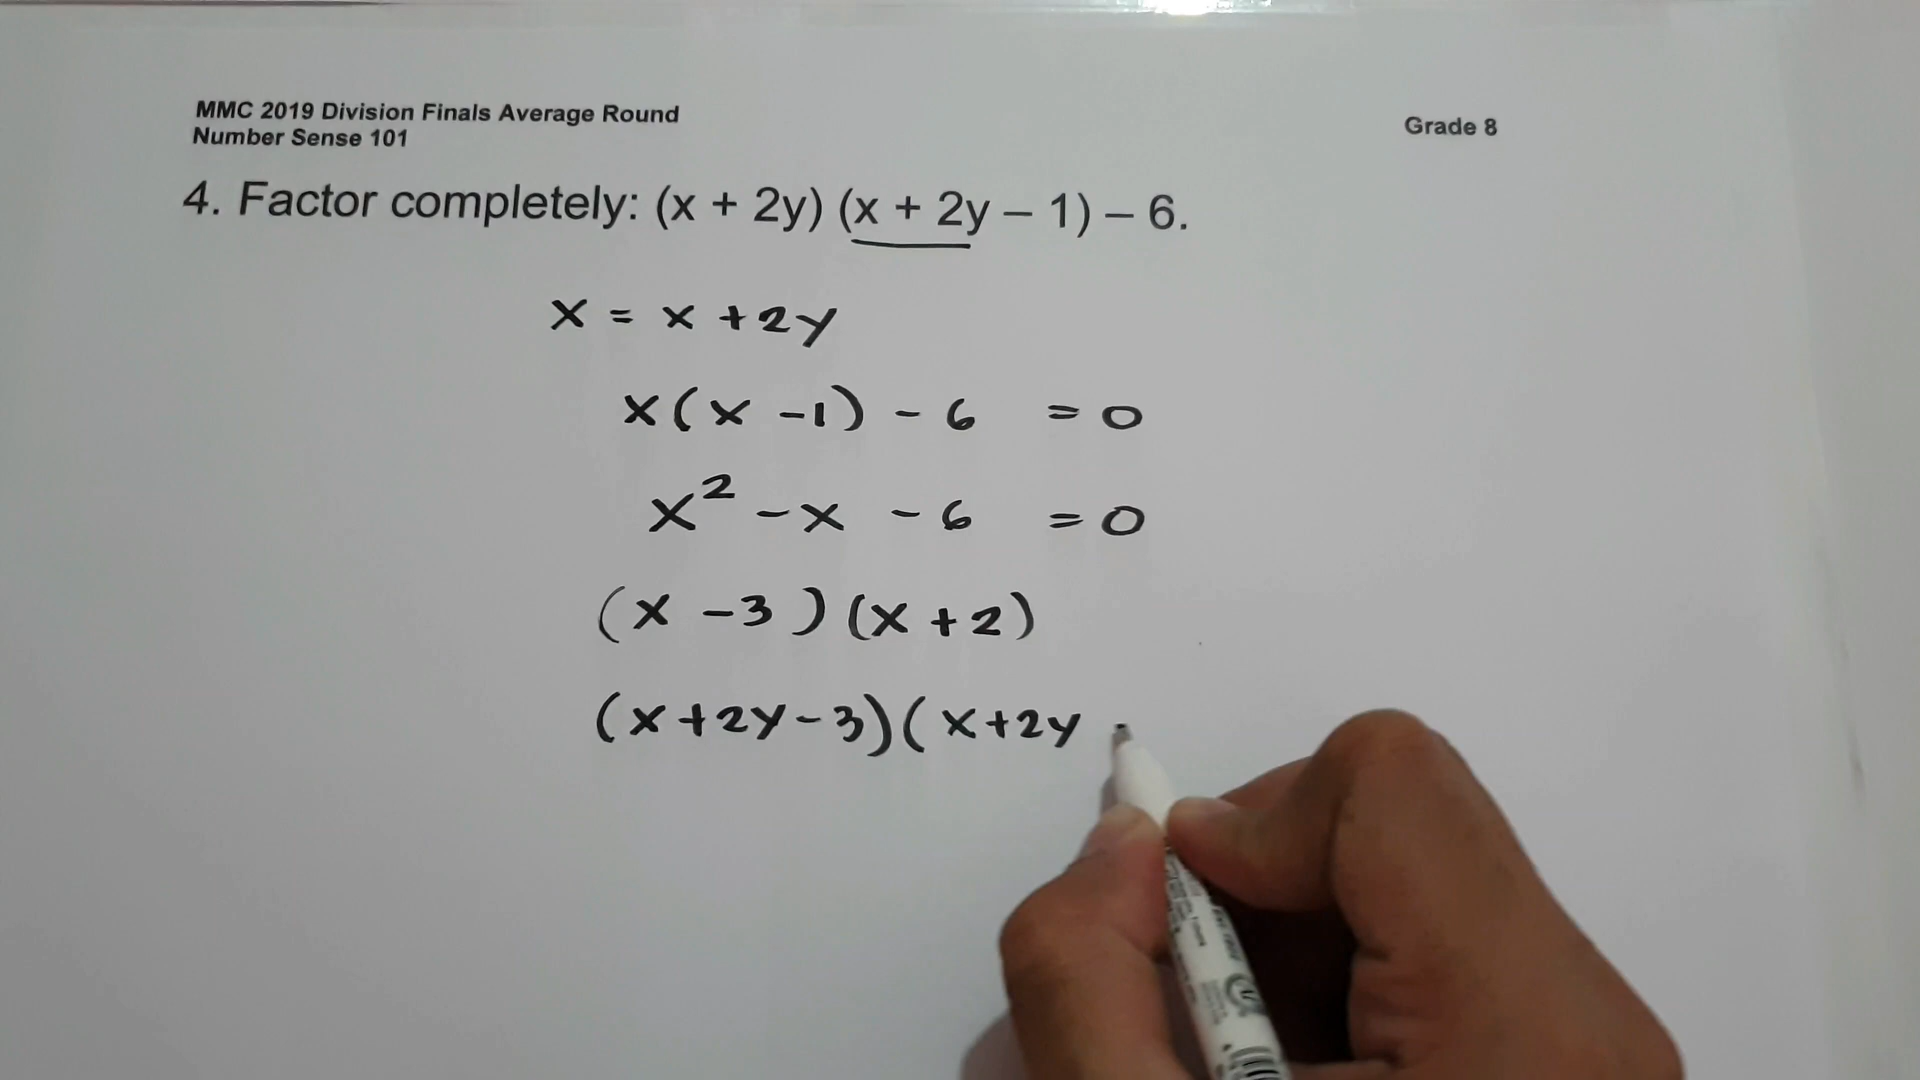 MMC 2019 Division Finals Average Round
Number Sense 101
Grade 8
4. Factor completely: (x + 2y) (x + 2y – 1) – 6.
x = x + 2y
x(x - 1) - 6 = 0
x² - x - 6 = 0
(x - 3)(x + 2)
(x + 2y - 3)(x + 2y